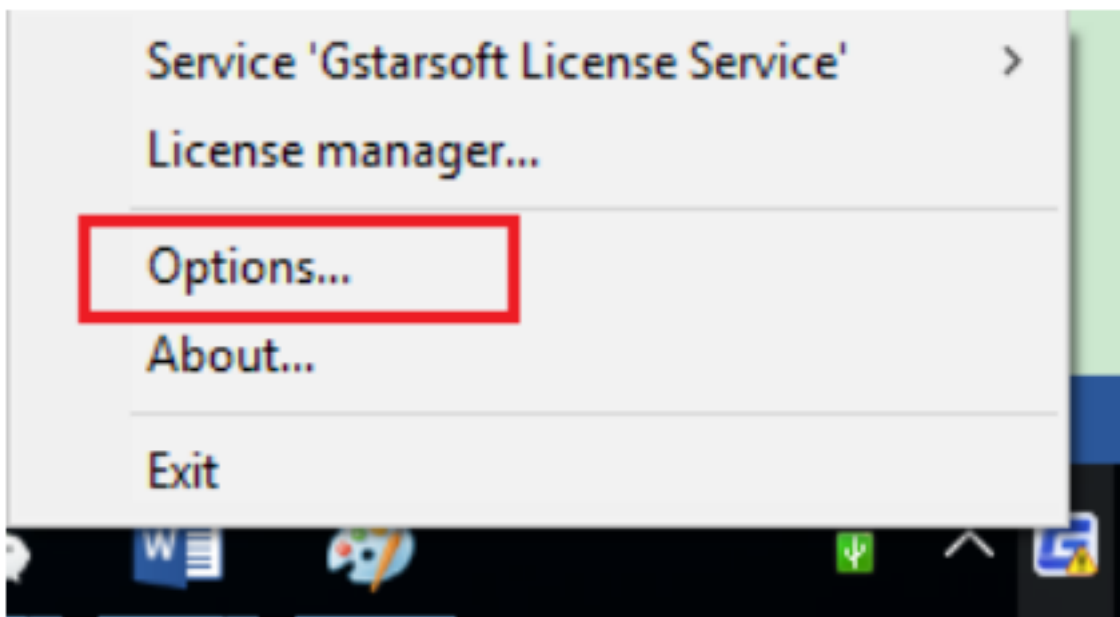 Service 'Gstarsoft License Service'
License manager...
Options...
About...
Exit
W
G